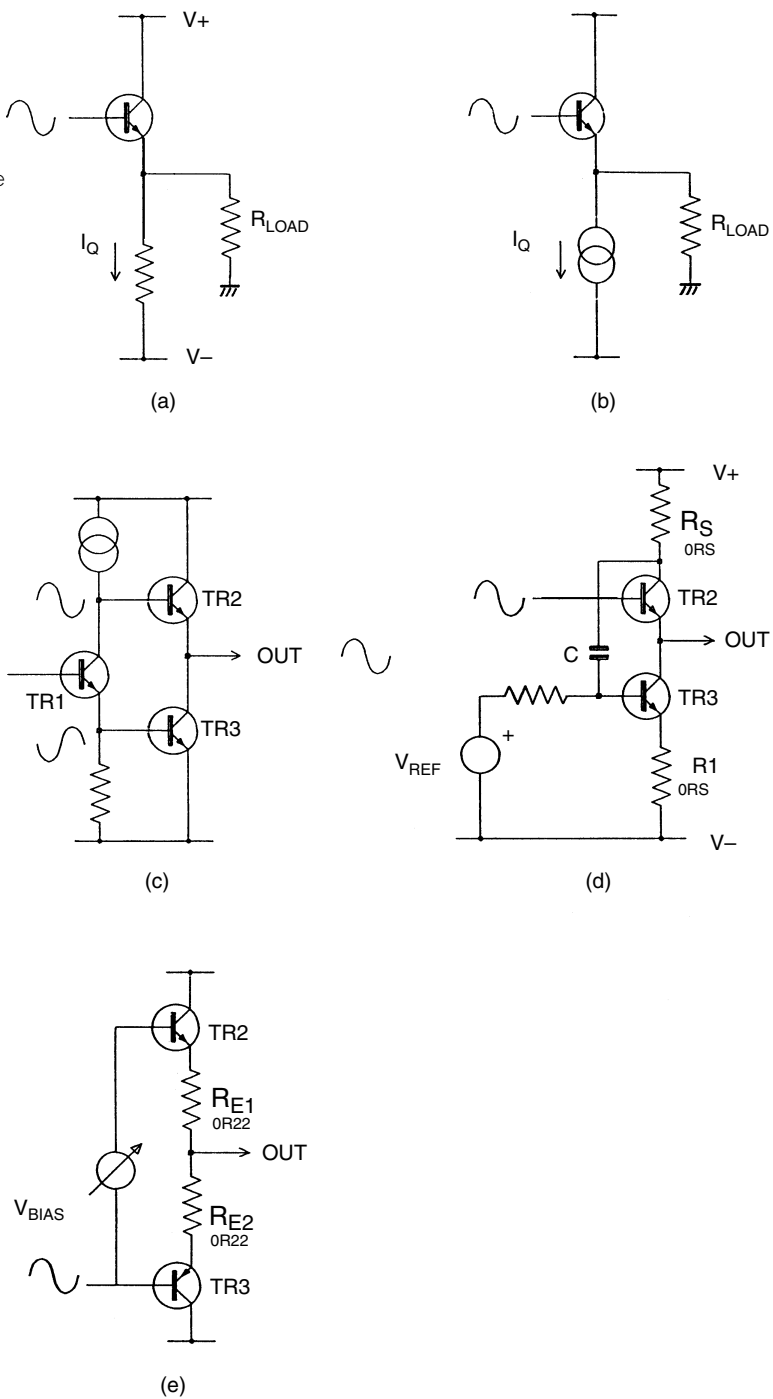 V+
e
I_Q
R_LOAD
V–
(a)
I_Q
R_LOAD
(b)
TR2
OUT
TR1
TR3
(c)
V+
R_S
0RS
TR2
OUT
C
TR3
+
V_REF
R1
0RS
V–
(d)
TR2
R_E1
0R22
OUT
V_BIAS
R_E2
0R22
TR3
(e)